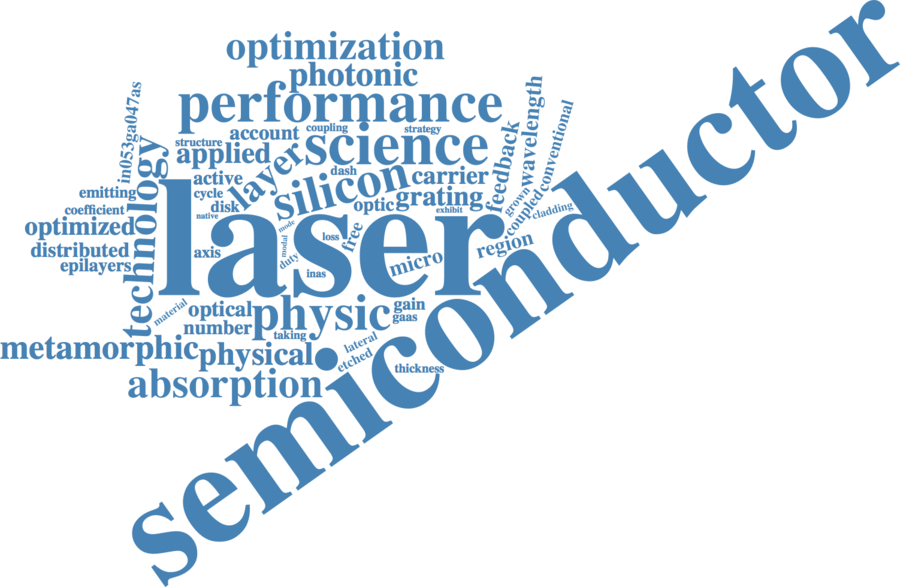 optimization
photonic
performance
account
coupling
strategy
structure
applied
science
in053ga047as
technology
layer
dash
active
silicon
carrier
feedback
wavelength
conventional
emitting
cycle
disk
optic
grating
exhibit
grown
coupled
cladding
coefficient
native
optimized
laser
mode
modal
loss
free
duty
inas
distributed
epilayers
axis
micro
region
semiconductor
material
optical
number
physic
gain
gaas
taking
metamorphic
physical
lateral
etched
thickness
absorption